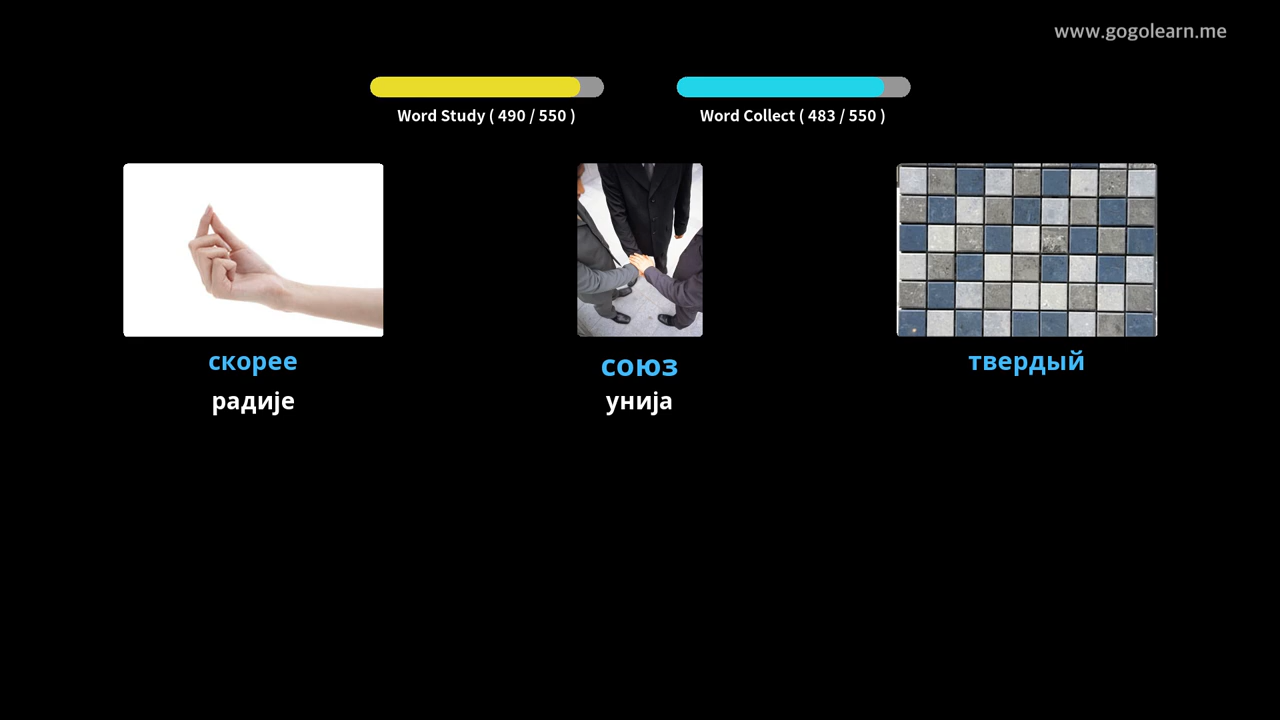 www.gogolearn.me
Word Study ( 490 / 550 )
Word Collect ( 483 / 550 )
скорее
союз
твердый
радије
унија